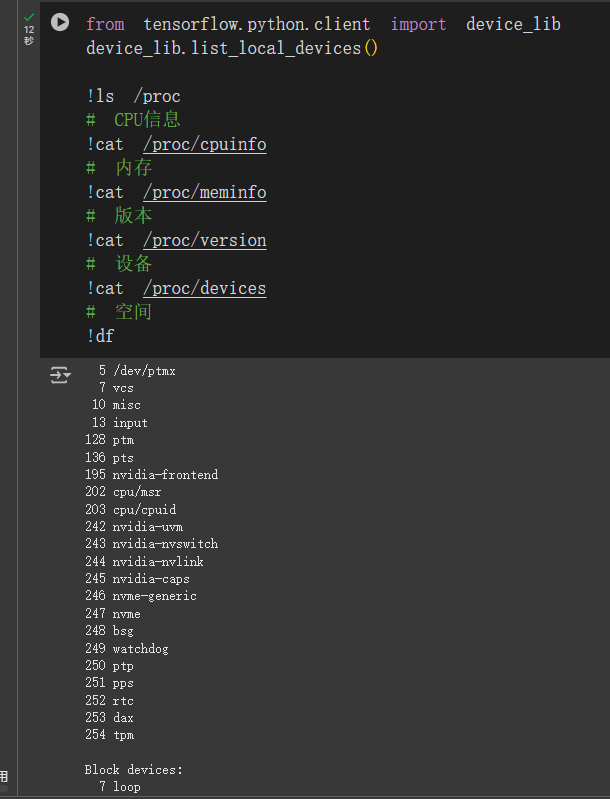 12
秒
from tensorflow.python.client import device_lib
device_lib.list_local_devices()
!ls /proc
# CPU信息
!cat /proc/cpuinfo
# 内存
!cat /proc/meminfo
# 版本
!cat /proc/version
# 设备
!cat /proc/devices
# 空间
!df
5 /dev/ptmx
7 vcs
10 misc
13 input
128 ptm
136 pts
195 nvidia-frontend
202 cpu/msr
203 cpu/cpuid
242 nvidia-uvm
243 nvidia-nvswitch
244 nvidia-nvlink
245 nvidia-caps
246 nvme-generic
247 nvme
248 bsg
249 watchdog
250 ptp
251 pps
252 rtc
253 dax
254 tpm
Block devices:
7 loop
用